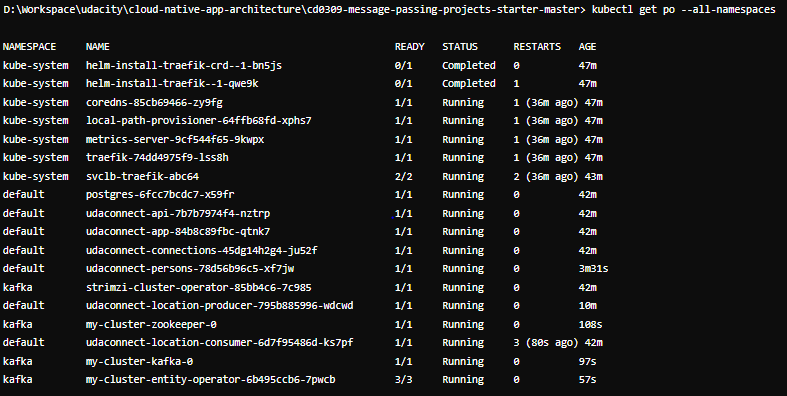 D:\Workspace\udacity\cloud-native-app-architecture\cd0309-message-passing-projects-starter-master> kubectl get po --all-namespaces
NAMESPACE NAME READY STATUS RESTARTS AGE
kube-system helm-install-traefik-crd--1-bn5js 0/1 Completed 0 47m
kube-system helm-install-traefik--1-qwe9k 0/1 Completed 1 47m
kube-system coredns-85cb69466-zy9fg 1/1 Running 1 (36m ago) 47m
kube-system local-path-provisioner-64ffb68fd-xphs7 1/1 Running 1 (36m ago) 47m
kube-system metrics-server-9cf544f65-9kwpx 1/1 Running 1 (36m ago) 47m
kube-system traefik-74dd4975f9-lss8h 1/1 Running 1 (36m ago) 47m
kube-system svclb-traefik-abc64 2/2 Running 2 (36m ago) 43m
default postgres-6fcc7bcdc7-x59fr 1/1 Running 0 42m
default udaconnect-api-7b7b7974f4-nztrp 1/1 Running 0 42m
default udaconnect-app-84b8c89fbc-qtnk7 1/1 Running 0 42m
default udaconnect-connections-45dg14h2g4-ju52f 1/1 Running 0 42m
default udaconnect-persons-78d56b96c5-xf7jw 1/1 Running 0 3m31s
kafka strimzi-cluster-operator-85bb4c6-7c985 1/1 Running 0 42m
default udaconnect-location-producer-795b885996-wdcwd 1/1 Running 0 10m
kafka my-cluster-zookeeper-0 1/1 Running 0 108s
default udaconnect-location-consumer-6d7f95486d-ks7pf 1/1 Running 3 (80s ago) 42m
kafka my-cluster-kafka-0 1/1 Running 0 97s
kafka my-cluster-entity-operator-6b495ccb6-7pwcb 3/3 Running 0 57s